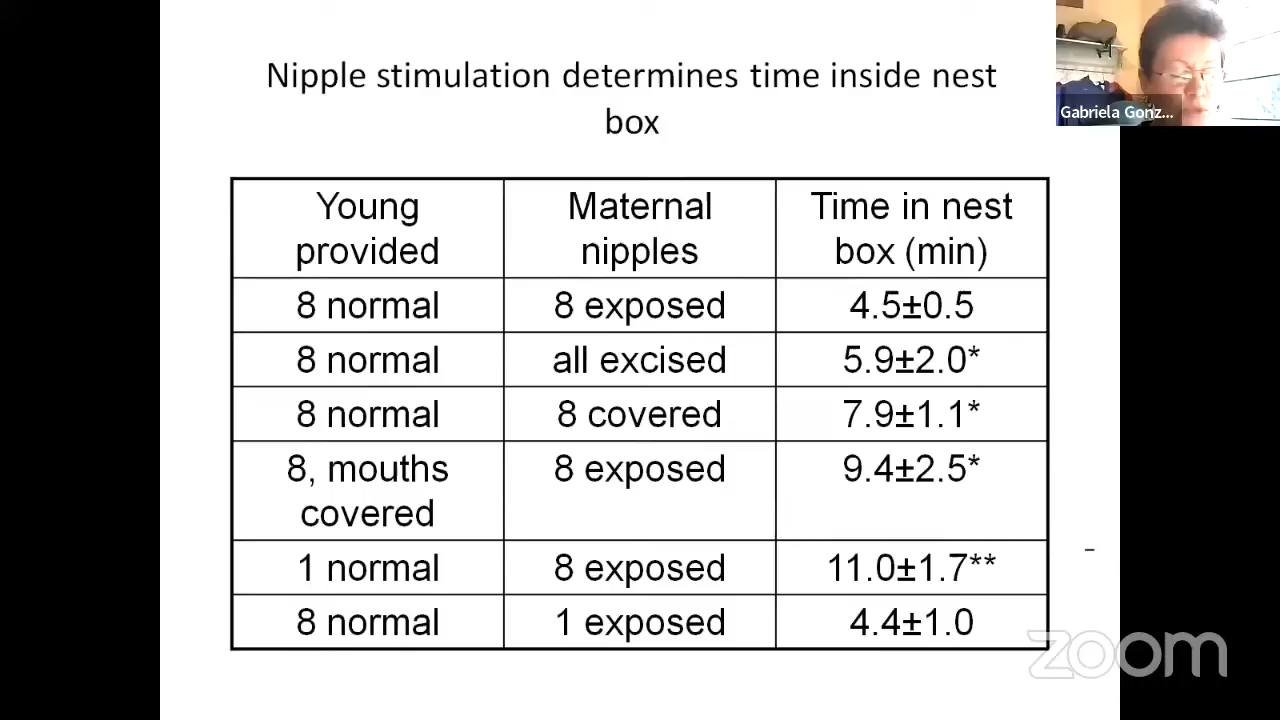 Nipple stimulation determines time inside nest
box
Gabriela Gonz...
Young
provided
Maternal
nipples
Time in nest
box (min)
8 normal
8 exposed
4.5±0.5
8 normal
all excised
5.9±2.0*
8 normal
8 covered
7.9±1.1*
8, mouths
covered
8 exposed
9.4±2.5*
1 normal
8 exposed
11.0±1.7**
8 normal
1 exposed
4.4±1.0
zoom